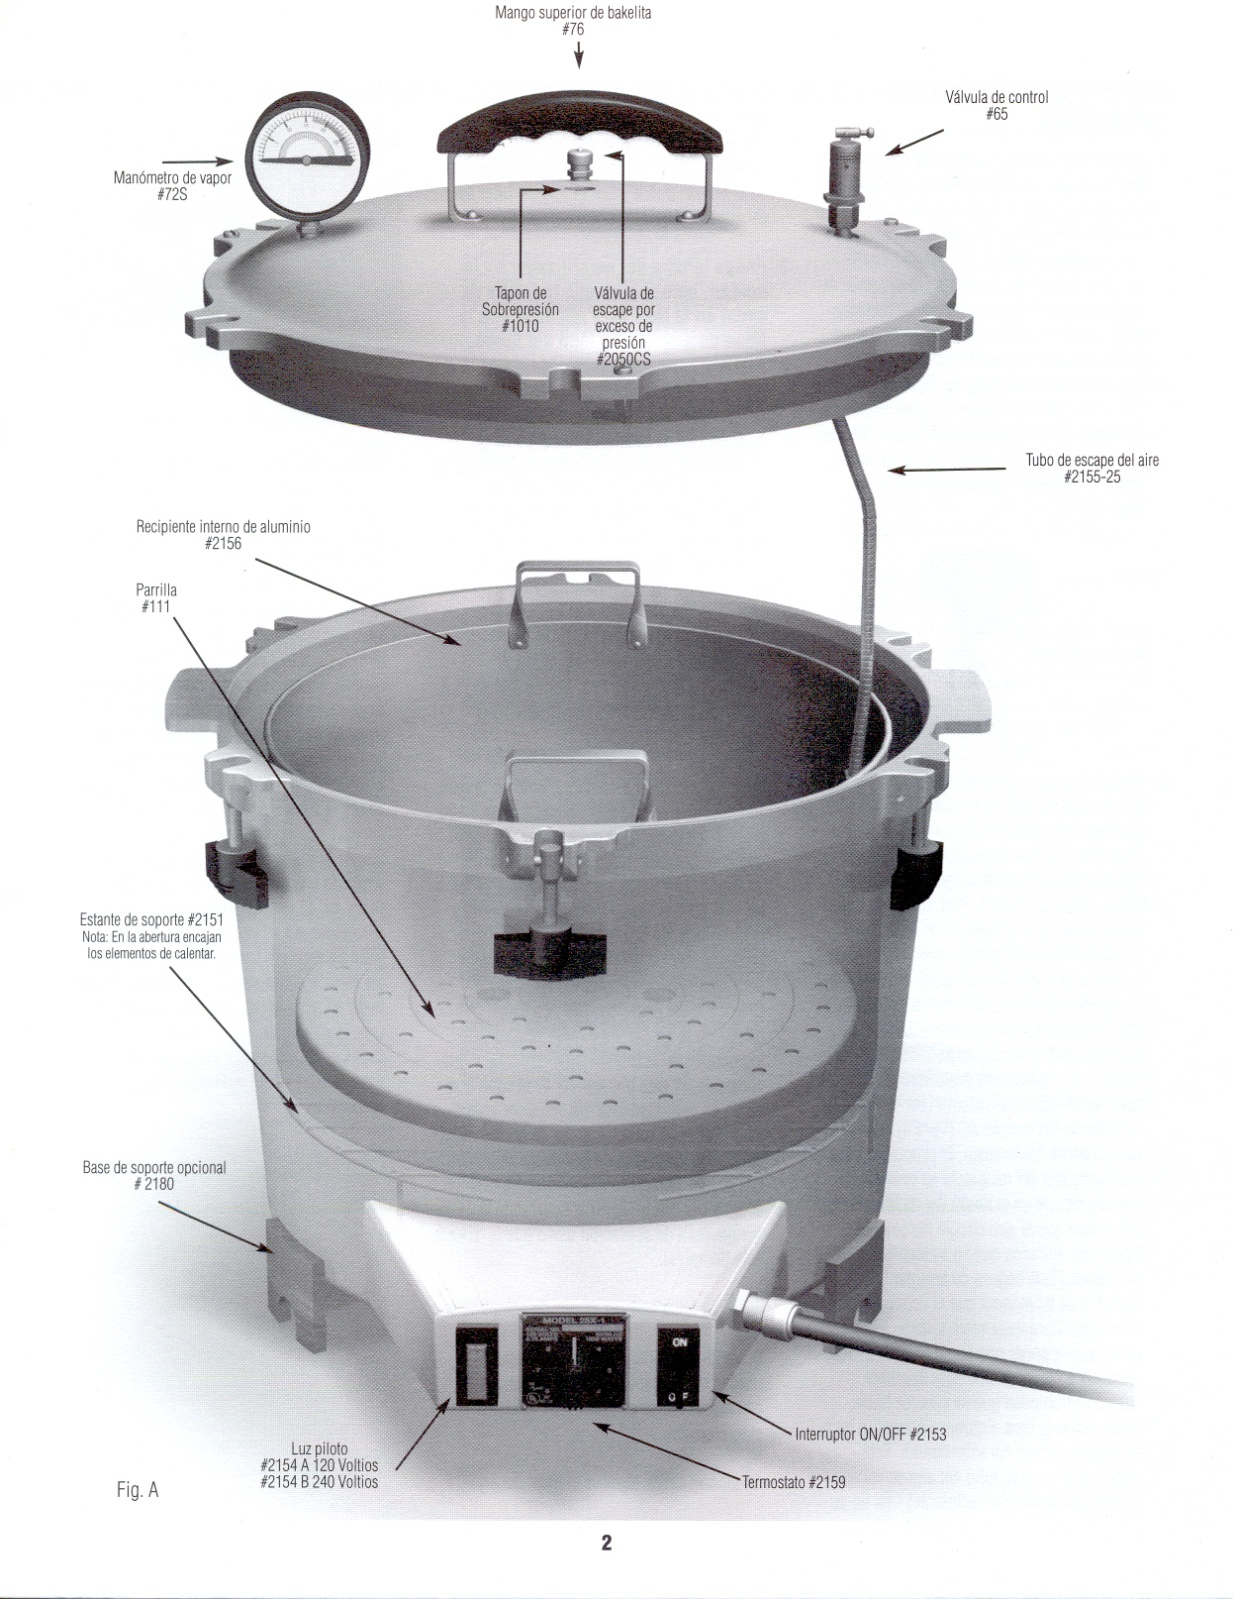 Mango superior de bakelita
#76
Válvula de control
#65
Manómetro de vapor
#72S
Tapon de
Sobrepresión
#1010
Válvula de
escape por
exceso de
presión
#2050CS
Tubo de escape del aire
#2155-25
Recipiente interno de aluminio
#2156
Parrilla
#111
Estante de soporte #2151
Nota: En la abertura encajan
los elementos de calentar.
Base de soporte opcional
# 2180
MODEL 25X-1
ON
Interruptor ON/OFF #2153
Luz piloto
#2154 A 120 Voltios
#2154 B 240 Voltios
Termostato #2159
Fig. A
2